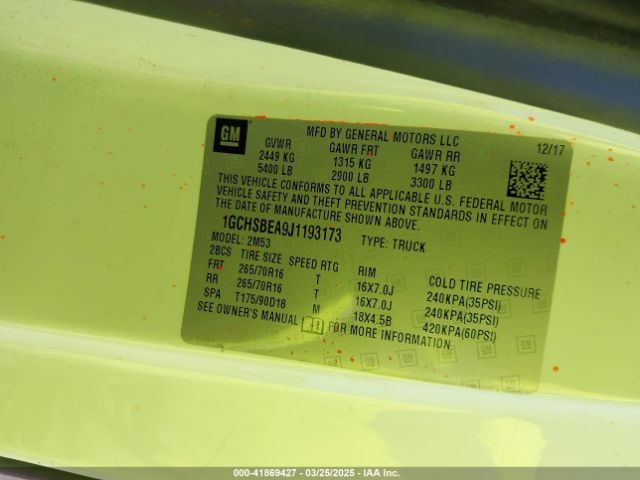 GM
MFD BY GENERAL MOTORS LLC 12/17
GVWR GAWR FRT GAWR RR
2449 KG 1315 KG 1497 KG
5400 LB 2900 LB 3300 LB
THIS VEHICLE CONFORMS TO ALL APPLICABLE U.S. FEDERAL MOTOR
VEHICLE SAFETY AND THEFT PREVENTION STANDARDS IN EFFECT ON
THE DATE OF MANUFACTURE SHOWN ABOVE.
1GCHSBEA9J1193173 TYPE: TRUCK
MODEL: 2M53
2BCS TIRE SIZE SPEED RTG RIM COLD TIRE PRESSURE
FRT 265/70R16 T 16X7.0J 240KPA(35PSI)
RR 265/70R16 T 16X7.0J 240KPA(35PSI)
SPA T175/90D18 M 18X4.5B 420KPA(60PSI)
SEE OWNER'S MANUAL FOR MORE INFORMATION.
000-41869427 - 03/25/2025 - IAA Inc.